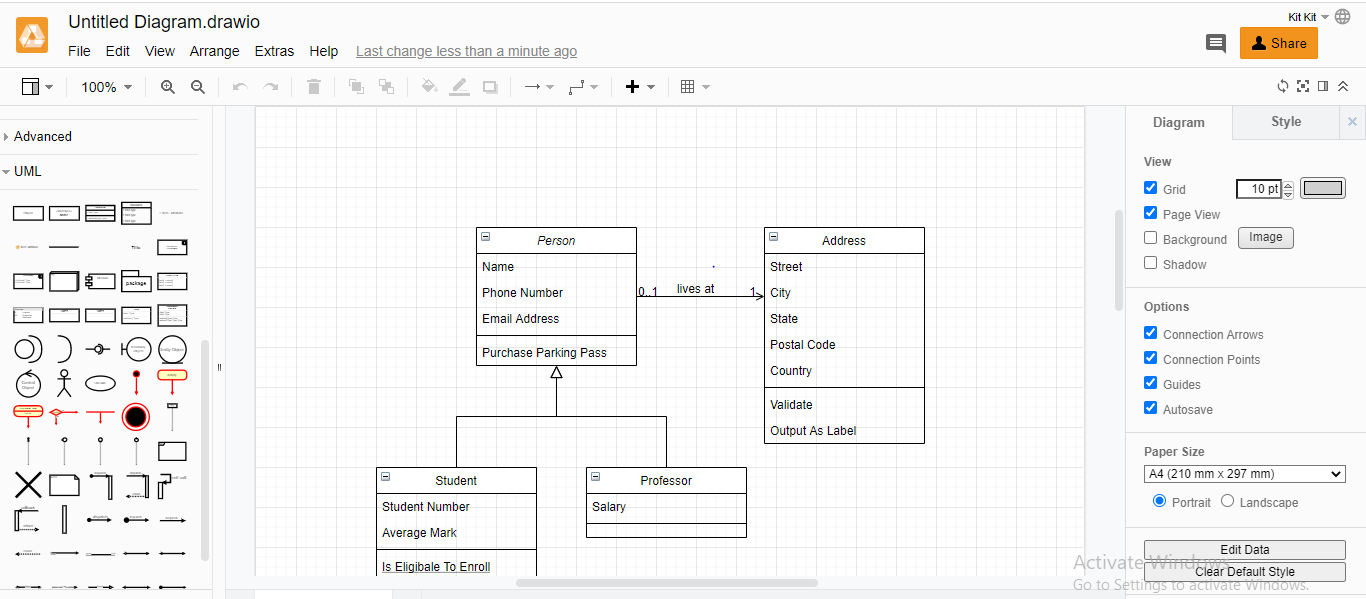 Untitled Diagram.drawio
Kit Kit
File Edit View Arrange Extras Help Last change less than a minute ago
Share
100%
Advanced
UML
package
Person
Name
Phone Number
Email Address
Purchase Parking Pass
0..1 lives at 1
Address
Street
City
State
Postal Code
Country
Validate
Output As Label
Student
Student Number
Average Mark
Is Eligibale To Enroll
Professor
Salary
Diagram Style
View
Grid 10 pt
Page View
Background Image
Shadow
Options
Connection Arrows
Connection Points
Guides
Autosave
Paper Size
A4 (210 mm x 297 mm)
Portrait Landscape
Edit Data
Clear Default Style
Activate Windows
Go to Settings to activate Windows.